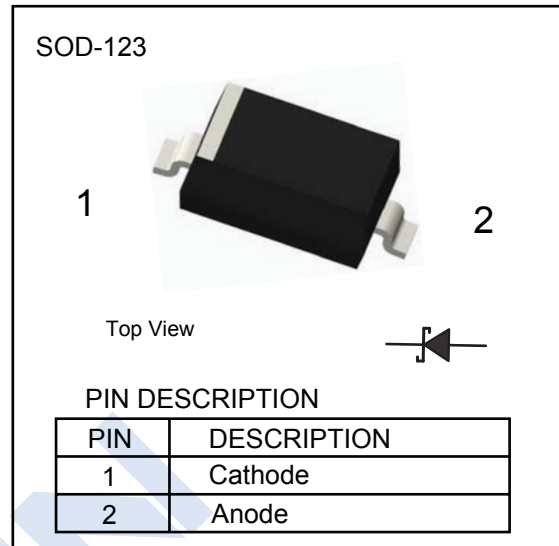 SOD-123
1
2
Top View
PIN DESCRIPTION
PIN DESCRIPTION
1 Cathode
2 Anode